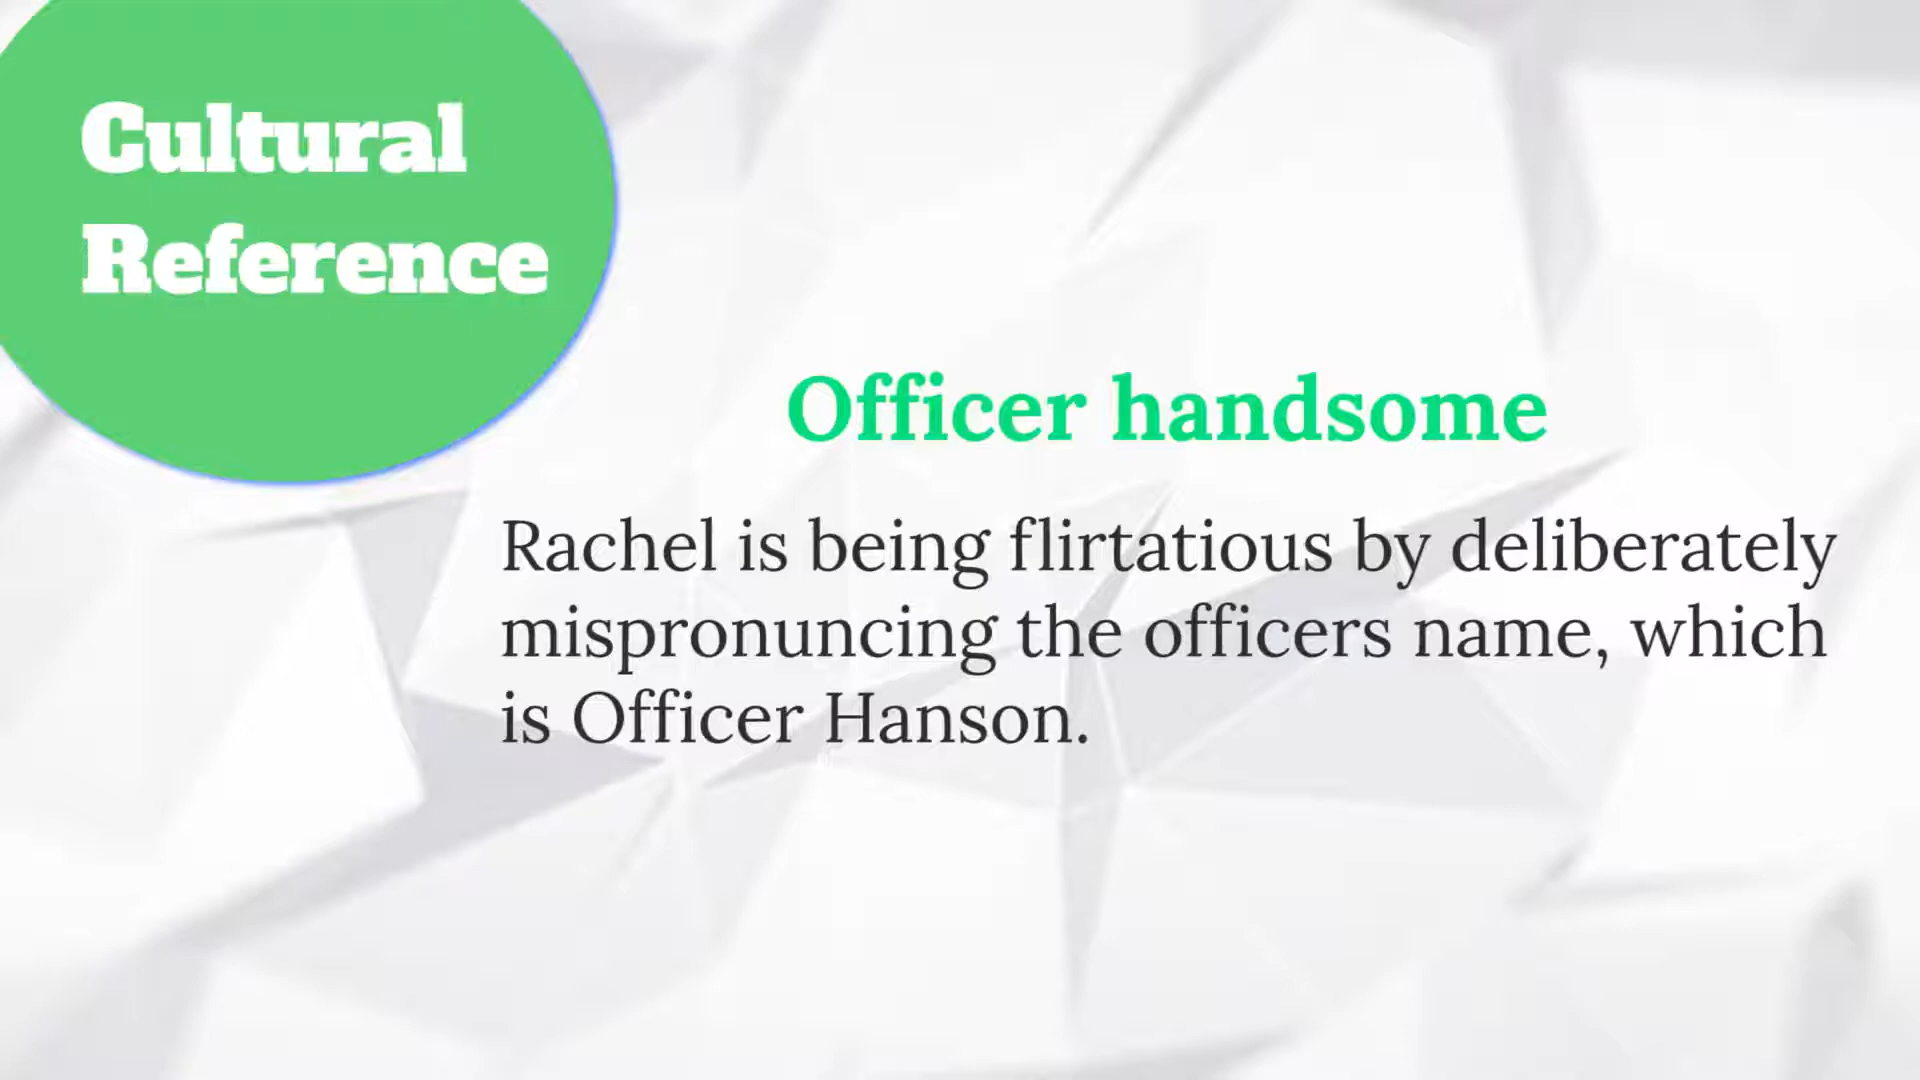 Cultural
Reference
Officer handsome
Rachel is being flirtatious by deliberately
mispronuncing the officers name, which
is Officer Hanson.